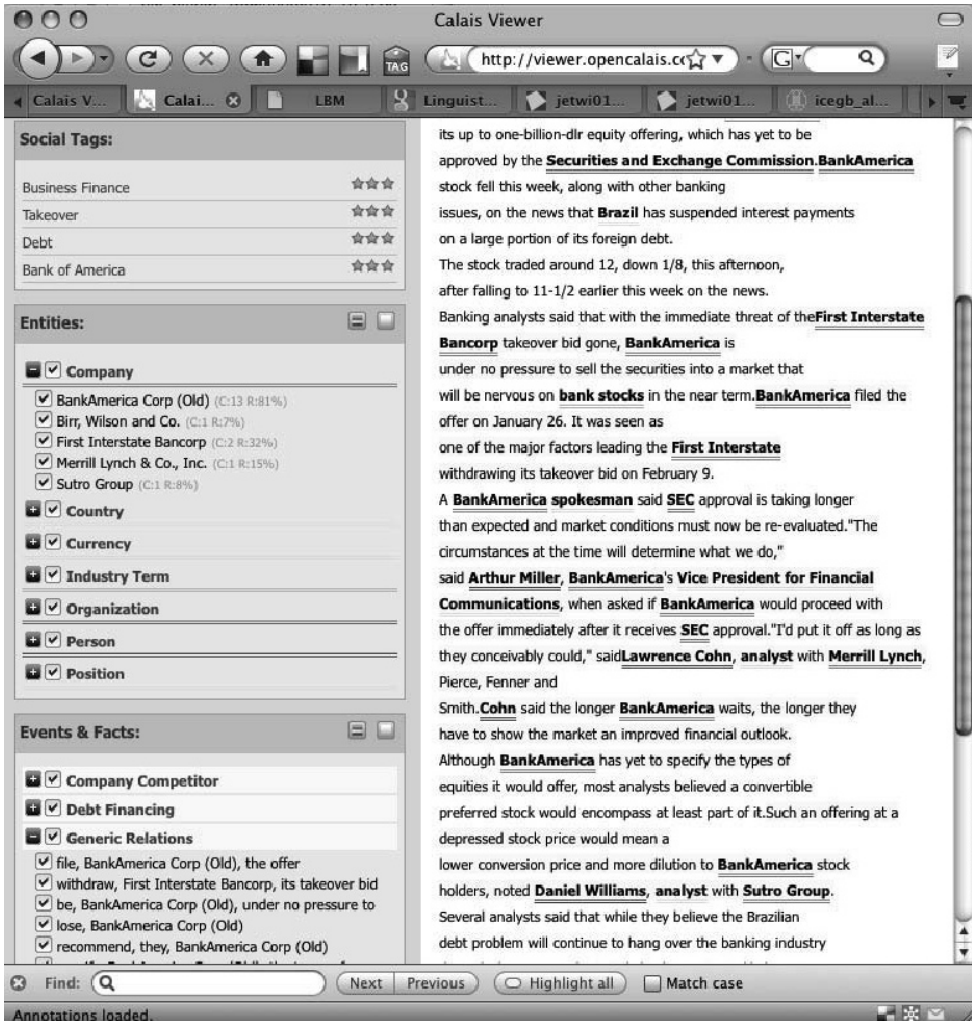 Calais Viewer
TAG
http://viewer.opencalais.c
G
Calais V...
Calai...
LBM
Linguist...
jetwi01...
jetwi01...
icegb_al...
Social Tags:
Business Finance
Takeover
Debt
Bank of America
Entities:
Company
BankAmerica Corp (Old) (C:13 R:81%)
Birr, Wilson and Co. (C:1 R:7%)
First Interstate Bancorp (C:2 R:32%)
Merrill Lynch & Co., Inc. (C:1 R:15%)
Sutro Group (C:1 R:8%)
Country
Currency
Industry Term
Organization
Person
Position
Events & Facts:
Company Competitor
Debt Financing
Generic Relations
file, BankAmerica Corp (Old), the offer
withdraw, First Interstate Bancorp, its takeover bid
be, BankAmerica Corp (Old), under no pressure to
lose, BankAmerica Corp (Old)
recommend, they, BankAmerica Corp (Old)
its up to one-billion-dlr equity offering, which has yet to be
approved by the Securities and Exchange Commission.BankAmerica
stock fell this week, along with other banking
issues, on the news that Brazil has suspended interest payments
on a large portion of its foreign debt.
The stock traded around 12, down 1/8, this afternoon,
after falling to 11-1/2 earlier this week on the news.
Banking analysts said that with the immediate threat of theFirst Interstate
Bancorp takeover bid gone, BankAmerica is
under no pressure to sell the securities into a market that
will be nervous on bank stocks in the near term.BankAmerica filed the
offer on January 26. It was seen as
one of the major factors leading the First Interstate
withdrawing its takeover bid on February 9.
A BankAmerica spokesman said SEC approval is taking longer
than expected and market conditions must now be re-evaluated."The
circumstances at the time will determine what we do,"
said Arthur Miller, BankAmerica's Vice President for Financial
Communications, when asked if BankAmerica would proceed with
the offer immediately after it receives SEC approval."I'd put it off as long as
they conceivably could," saidLawrence Cohn, analyst with Merrill Lynch,
Pierce, Fenner and
Smith.Cohn said the longer BankAmerica waits, the longer they
have to show the market an improved financial outlook.
Although BankAmerica has yet to specify the types of
equities it would offer, most analysts believed a convertible
preferred stock would encompass at least part of it.Such an offering at a
depressed stock price would mean a
lower conversion price and more dilution to BankAmerica stock
holders, noted Daniel Williams, analyst with Sutro Group.
Several analysts said that while they believe the Brazilian
debt problem will continue to hang over the banking industry
Find:
Next
Previous
Highlight all
Match case
Annotations loaded.